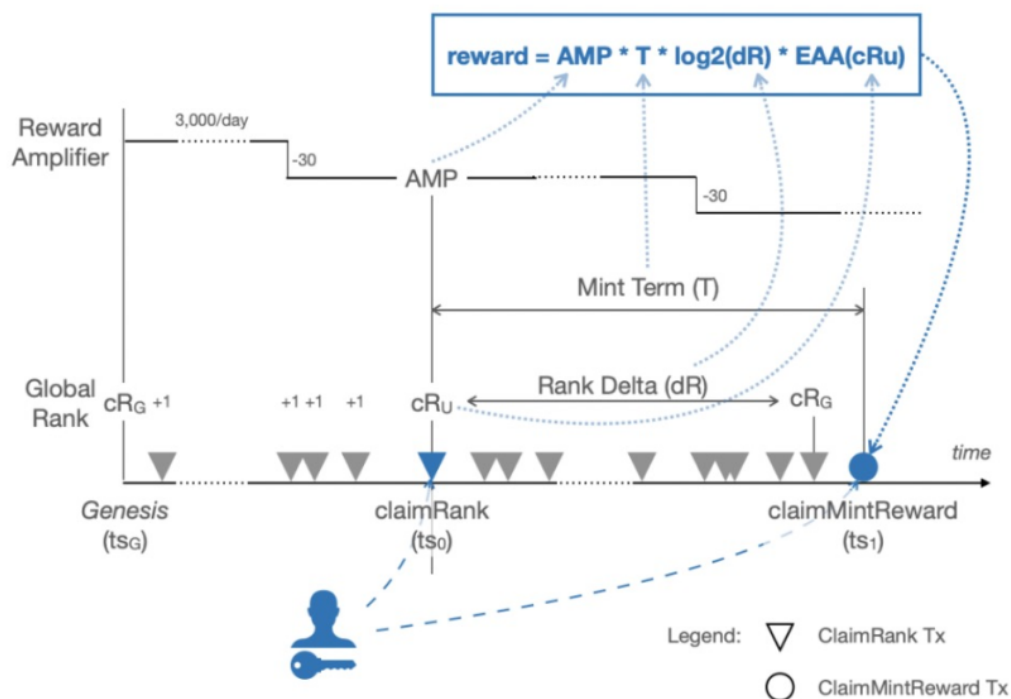 reward = AMP * T * log2(dR) * EAA(cRu)
3,000/day
Reward
Amplifier
-30
AMP
-30
Mint Term (T)
Global
Rank
cRG +1
+1 +1
+1
cRU
Rank Delta (dR)
cRG
time
Genesis
(tsG)
claimRank
(ts0)
claimMintReward
(ts1)
Legend:
ClaimRank Tx
ClaimMintReward Tx